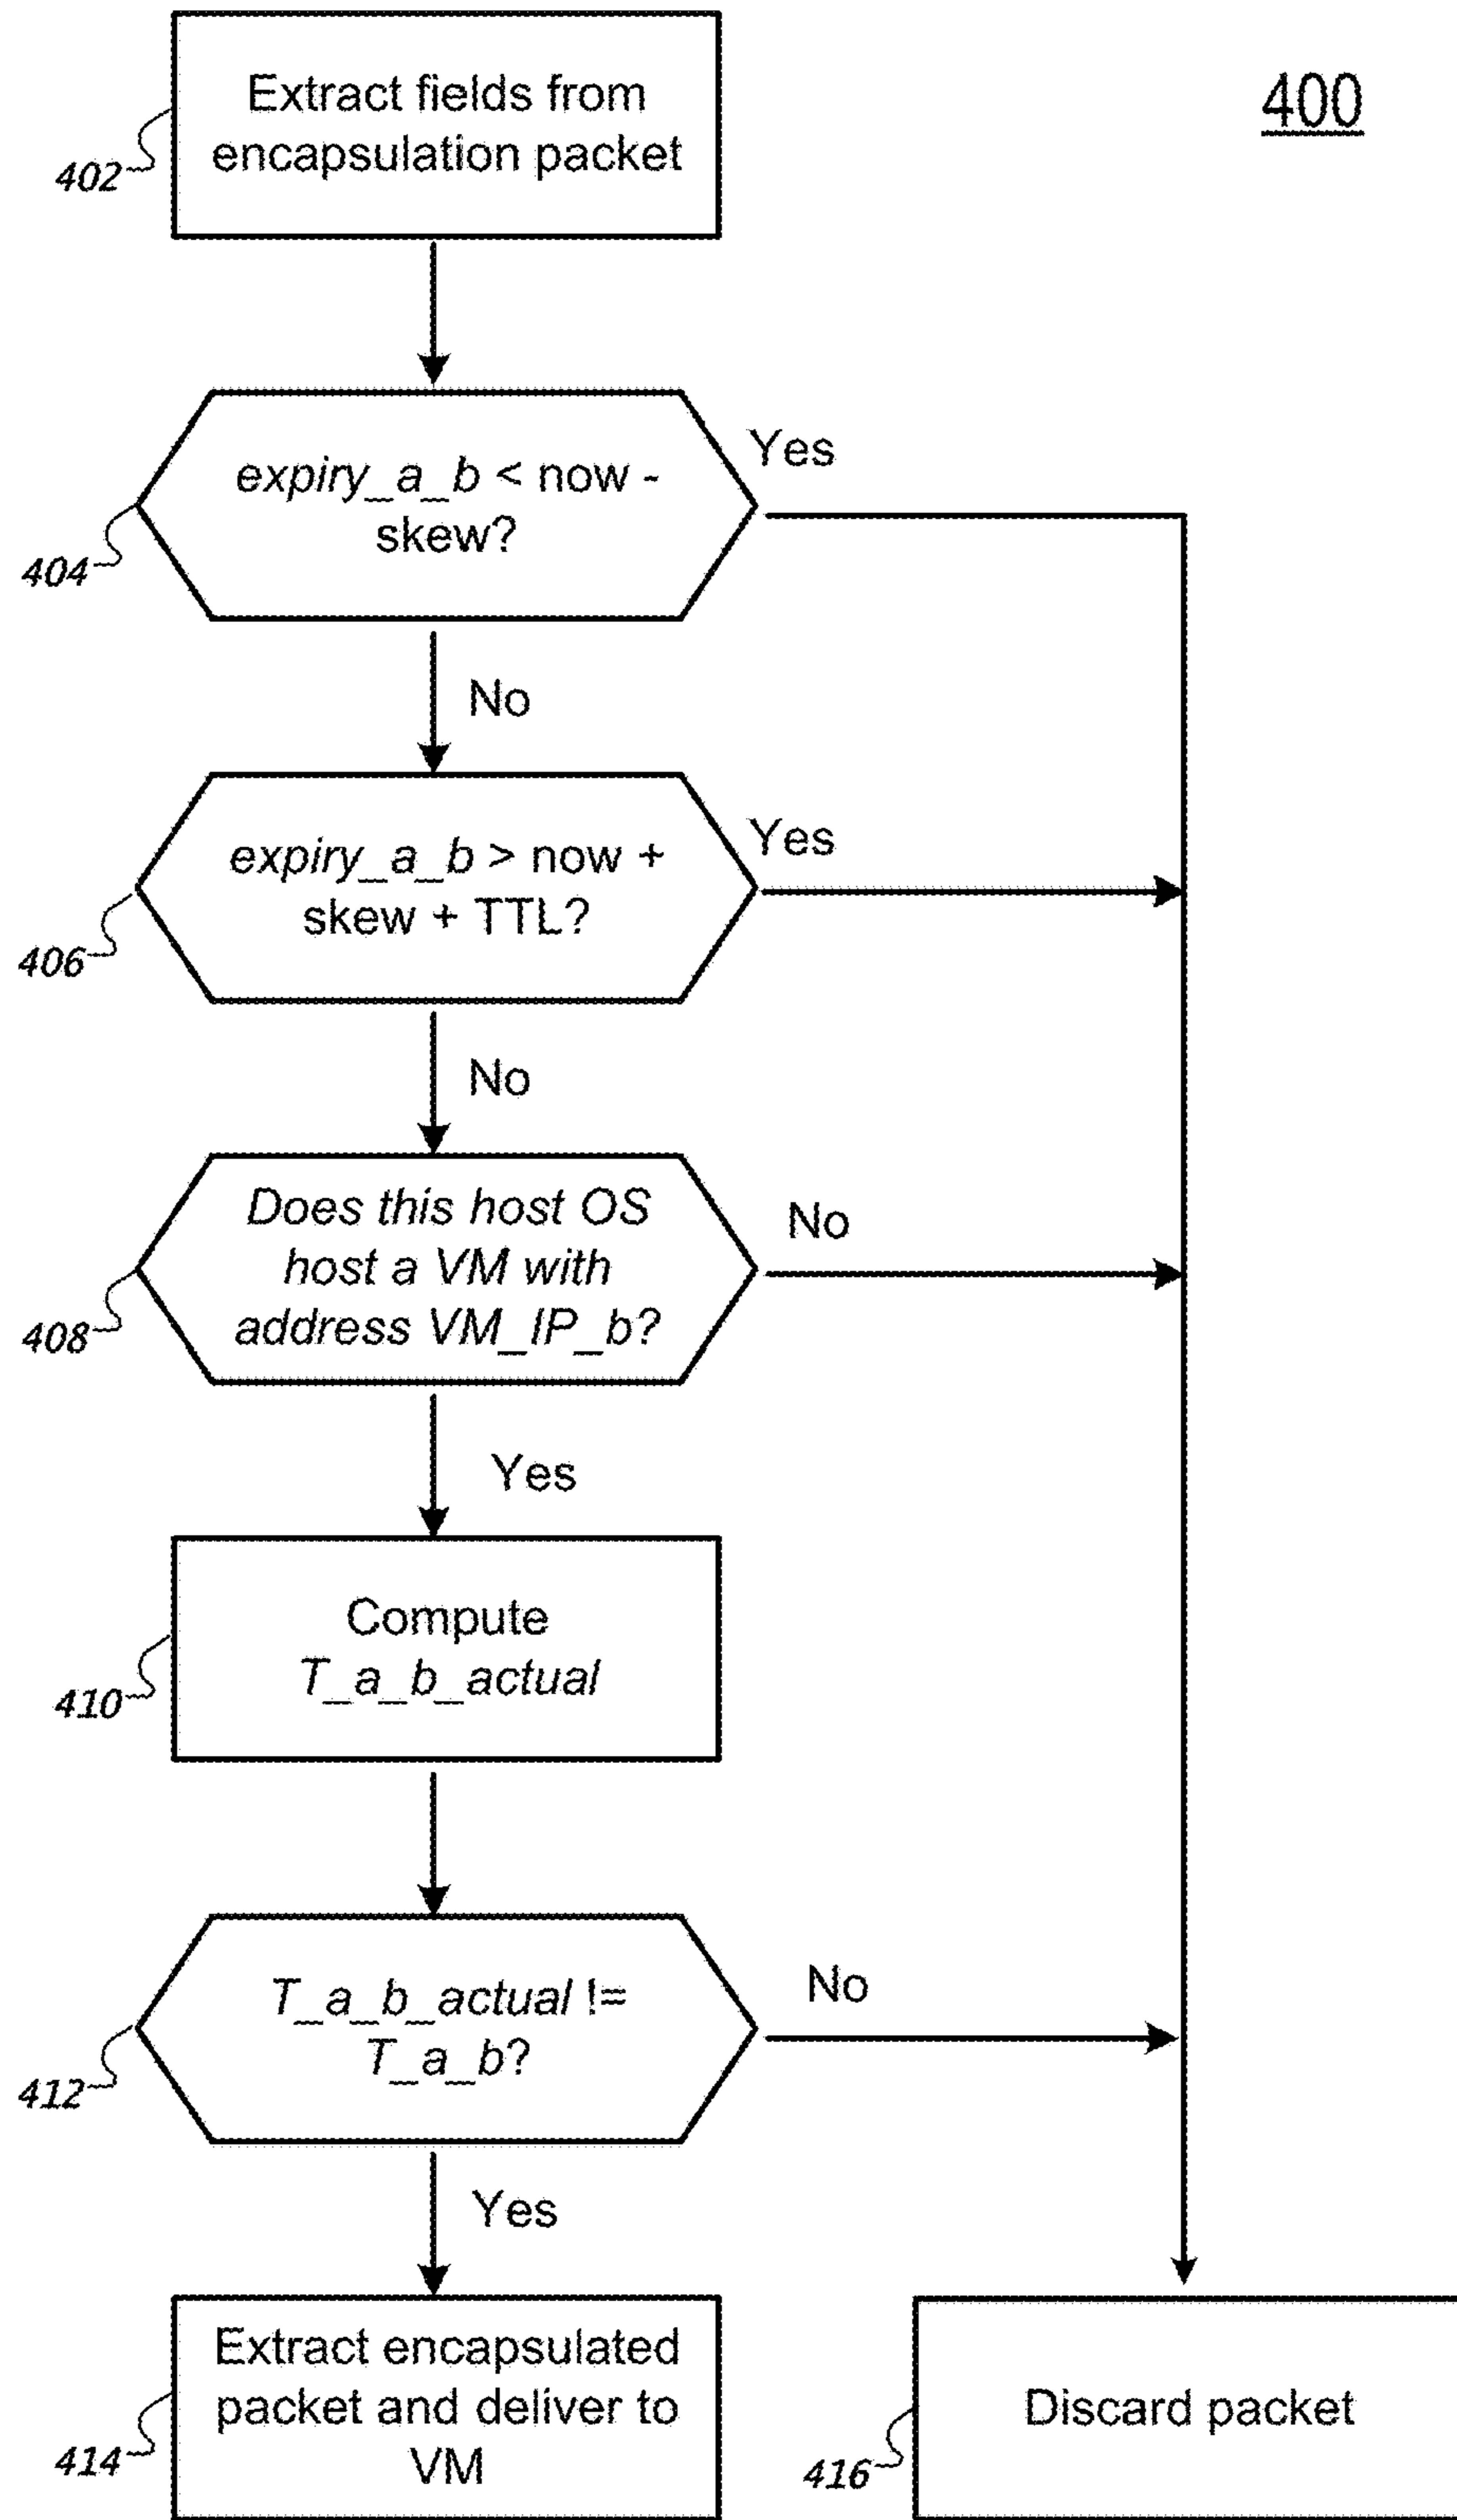 400
Extract fields from
encapsulation packet
402
expiry_a_b < now -
skew?
Yes
404
No
expiry_a_b > now +
skew + TTL?
Yes
406
No
Does this host OS
host a VM with
address VM_IP_b?
No
408
Yes
Compute
T_a_b_actual
410
T_a_b_actual !=
T_a_b?
No
412
Yes
Extract encapsulated
packet and deliver to
VM
414
Discard packet
416